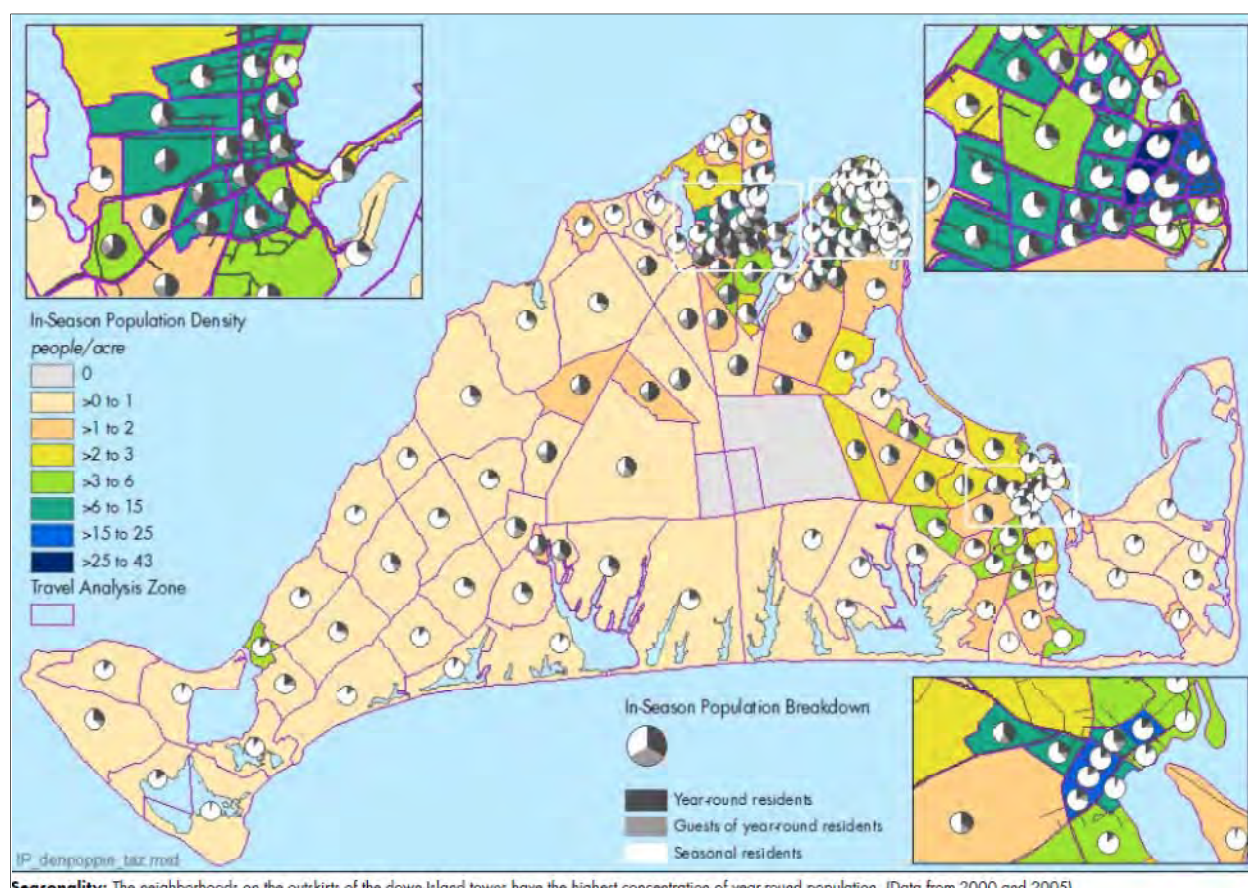 In-Season Population Density
people/acre
0
>0 to 1
>1 to 2
>2 to 3
>3 to 6
>6 to 15
>15 to 25
>25 to 43
Travel Analysis Zone
In-Season Population Breakdown
Year-round residents
Guests of year-round residents
Seasonal residents
IP_denpoppie_taz.mxd
Seasonality: The neighborhoods on the outskirts of the down Island towns have the highest concentration of year-round population. (Data from 2000 and 2005)